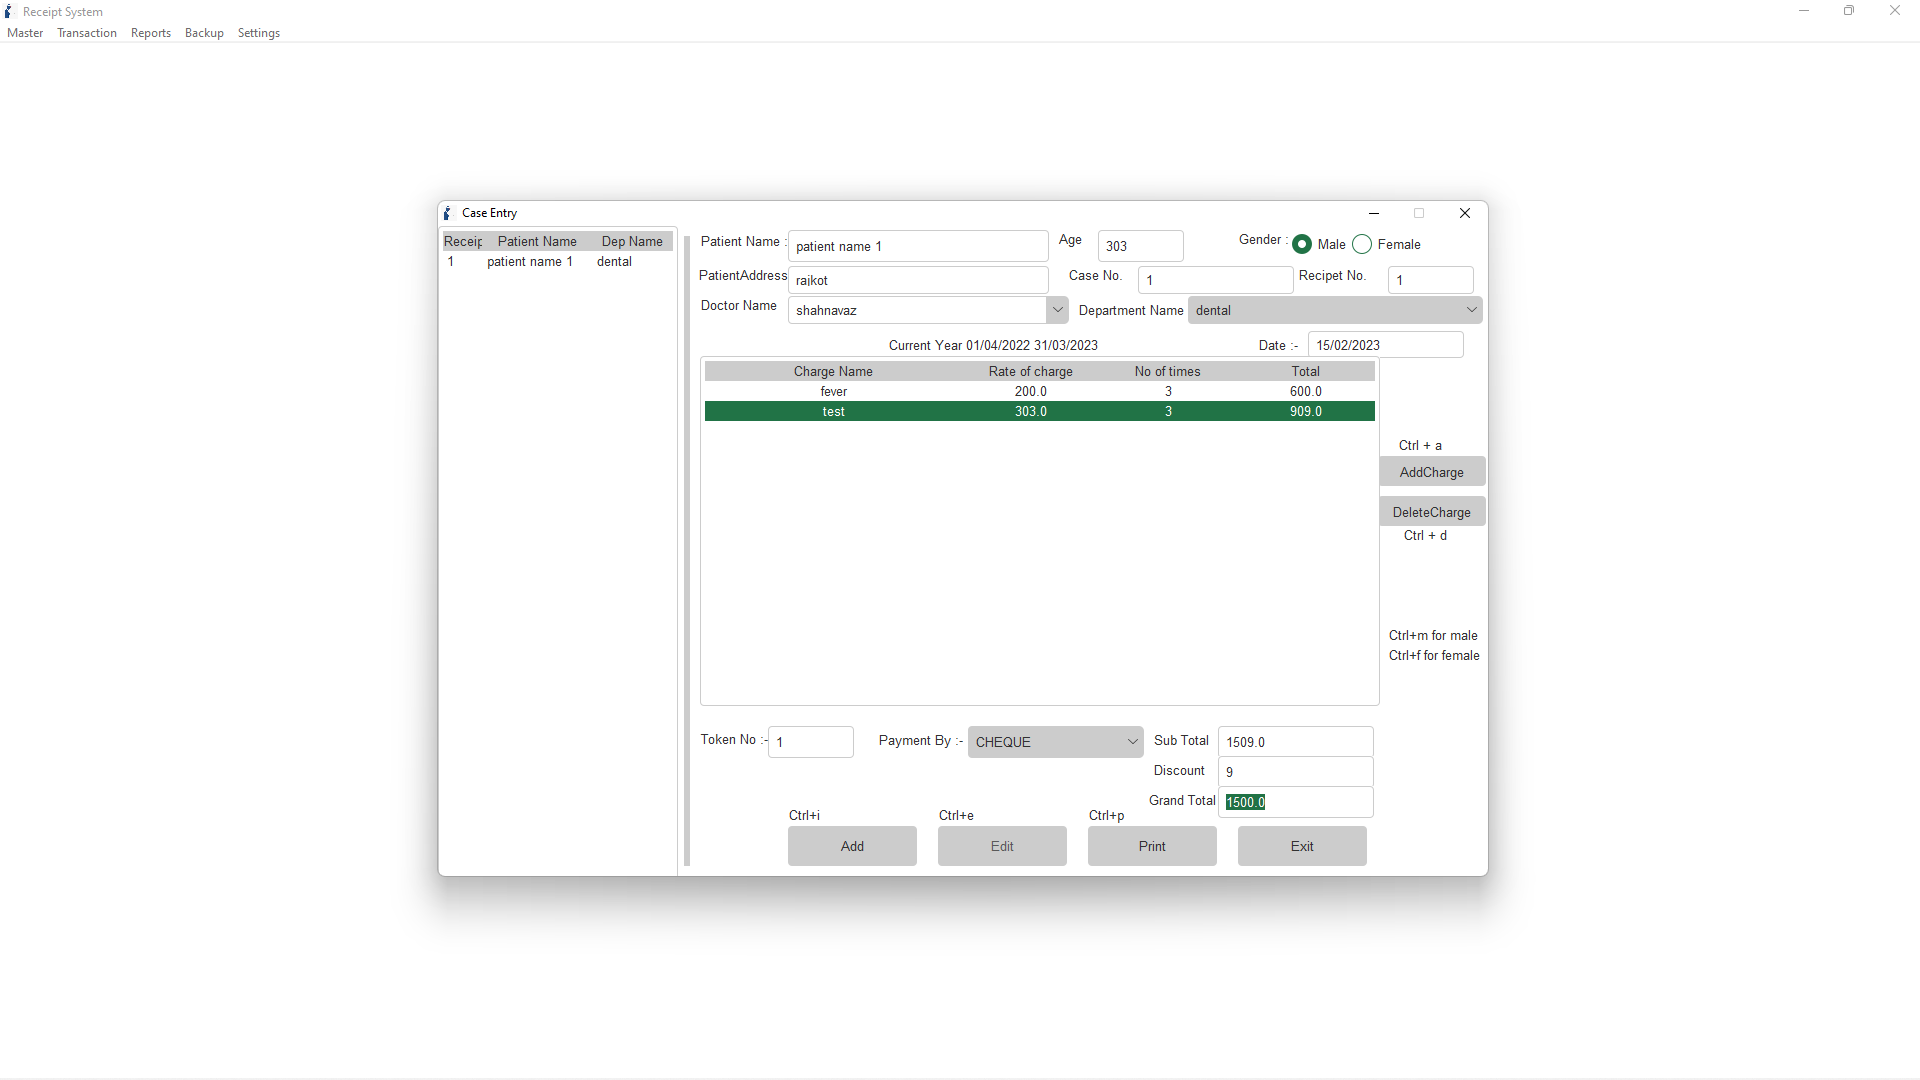 Receipt System
Master Transaction Reports Backup Settings
Case Entry
Receip Patient Name Dep Name
1 patient name 1 dental
Patient Name : patient name 1 Age 303 Gender : Male Female
PatientAddress rajkot Case No. 1 Recipet No. 1
Doctor Name shahnavaz Department Name dental
Current Year 01/04/2022 31/03/2023 Date :- 15/02/2023
Charge Name Rate of charge No of times Total
fever 200.0 3 600.0
test 303.0 3 909.0
Ctrl + a
AddCharge
DeleteCharge
Ctrl + d
Ctrl+m for male
Ctrl+f for female
Token No :- 1 Payment By :- CHEQUE Sub Total 1509.0
Discount 9
Grand Total 1500.0
Ctrl+i Ctrl+e Ctrl+p
Add Edit Print Exit